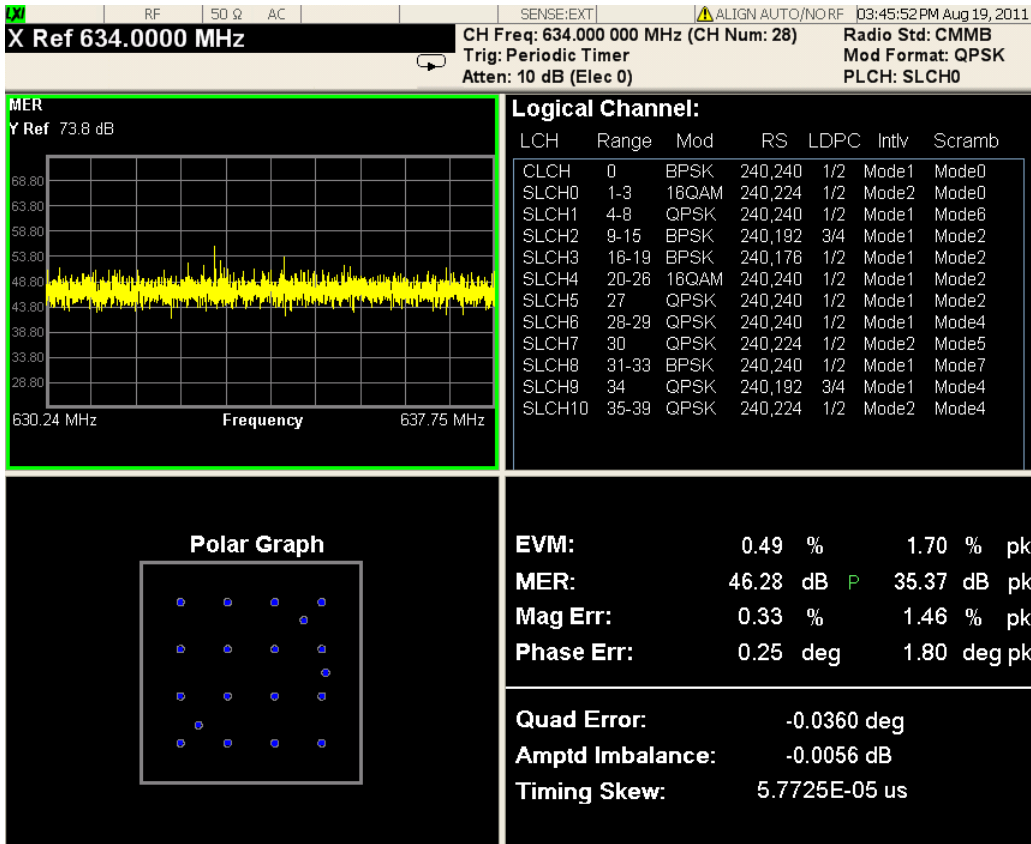 LXI RF 50 Ω AC SENSE:EXT ALIGN AUTO/NO RF 03:45:52 PM Aug 19, 2011
X Ref 634.0000 MHz
CH Freq: 634.000 000 MHz (CH Num: 28) Radio Std: CMMB
Trig: Periodic Timer Mod Format: QPSK
Atten: 10 dB (Elec 0) PLCH: SLCH0
MER
Y Ref 73.8 dB
68.80
63.80
58.80
53.80
48.80
43.80
38.80
33.80
28.80
630.24 MHz Frequency 637.75 MHz
Logical Channel:
LCH Range Mod RS LDPC Intlv Scramb
CLCH 0 BPSK 240,240 1/2 Mode1 Mode0
SLCH0 1-3 16QAM 240,224 1/2 Mode2 Mode0
SLCH1 4-8 QPSK 240,240 1/2 Mode1 Mode6
SLCH2 9-15 BPSK 240,192 3/4 Mode1 Mode2
SLCH3 16-19 BPSK 240,176 1/2 Mode1 Mode2
SLCH4 20-26 16QAM 240,240 1/2 Mode1 Mode2
SLCH5 27 QPSK 240,240 1/2 Mode1 Mode2
SLCH6 28-29 QPSK 240,240 1/2 Mode1 Mode4
SLCH7 30 QPSK 240,224 1/2 Mode2 Mode5
SLCH8 31-33 BPSK 240,240 1/2 Mode1 Mode7
SLCH9 34 QPSK 240,192 3/4 Mode1 Mode4
SLCH10 35-39 QPSK 240,224 1/2 Mode2 Mode4
Polar Graph
EVM: 0.49 % 1.70 % pk
MER: 46.28 dB P 35.37 dB pk
Mag Err: 0.33 % 1.46 % pk
Phase Err: 0.25 deg 1.80 deg pk
Quad Error: -0.0360 deg
Amptd Imbalance: -0.0056 dB
Timing Skew: 5.7725E-05 us